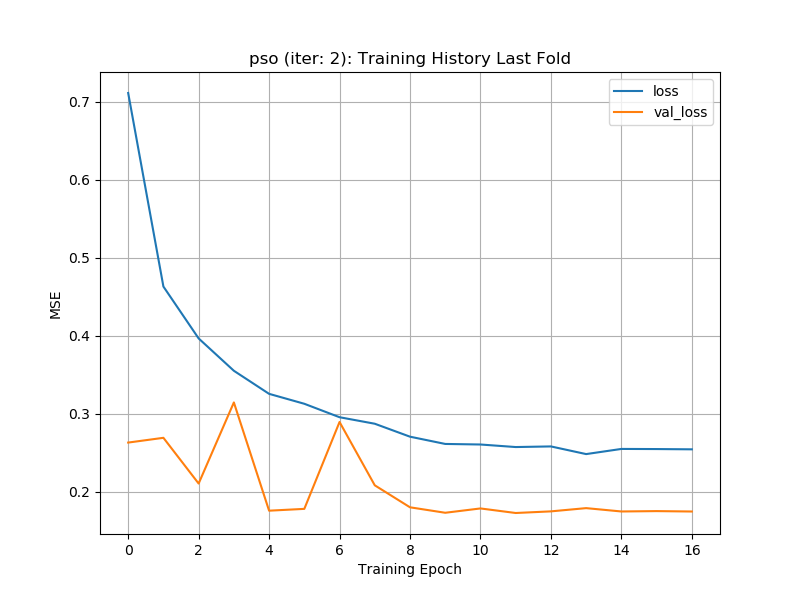 pso (iter: 2): Training History Last Fold
loss
val_loss
0.7
0.6
0.5
0.4
0.3
0.2
MSE
0 2 4 6 8 10 12 14 16
Training Epoch